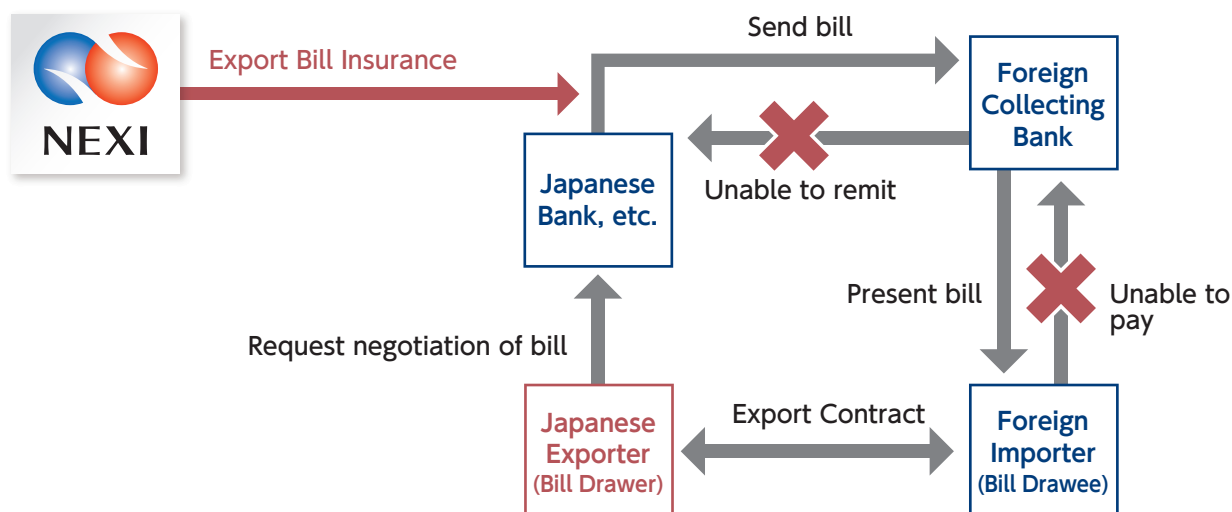 Send bill
Export Bill Insurance
NEXI
Foreign
Collecting
Bank
Japanese
Bank, etc.
Unable to remit
Present bill
Unable to
pay
Request negotiation of bill
Japanese
Exporter
(Bill Drawer)
Export Contract
Foreign
Importer
(Bill Drawee)